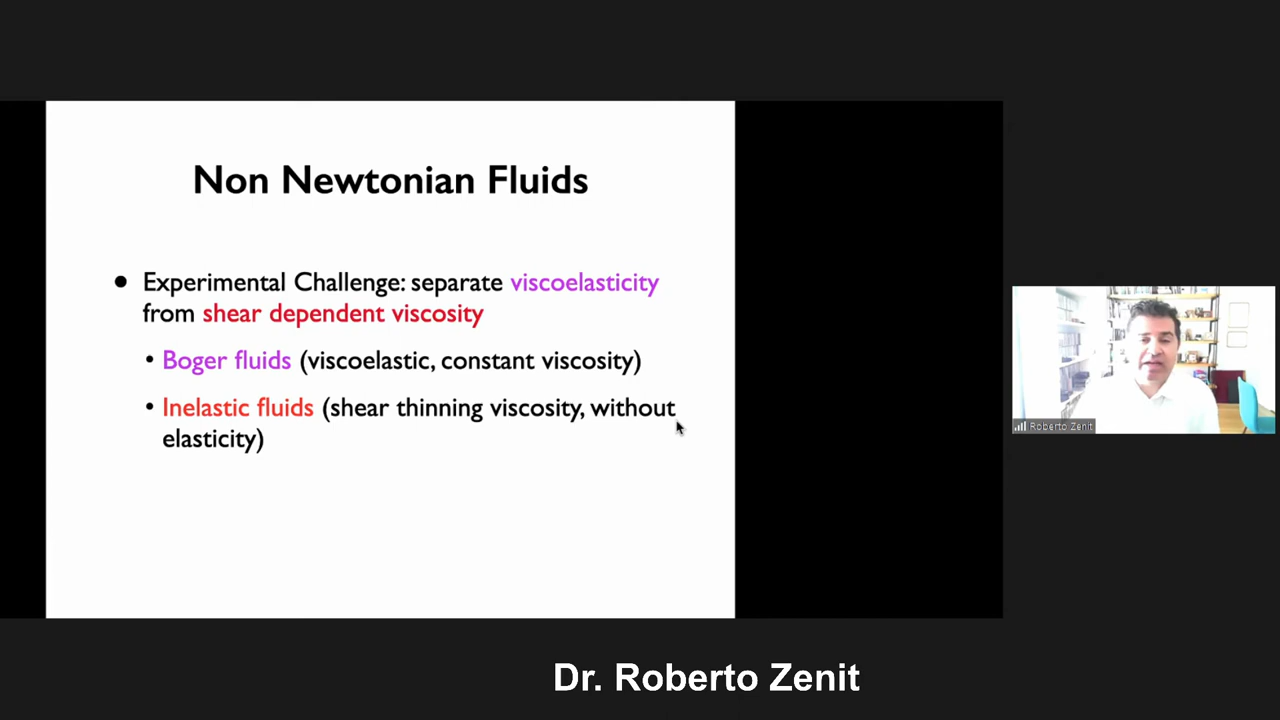 Non Newtonian Fluids
• Experimental Challenge: separate viscoelasticity
from shear dependent viscosity
• Boger fluids (viscoelastic, constant viscosity)
• Inelastic fluids (shear thinning viscosity, without
elasticity)
Roberto Zenit
Dr. Roberto Zenit